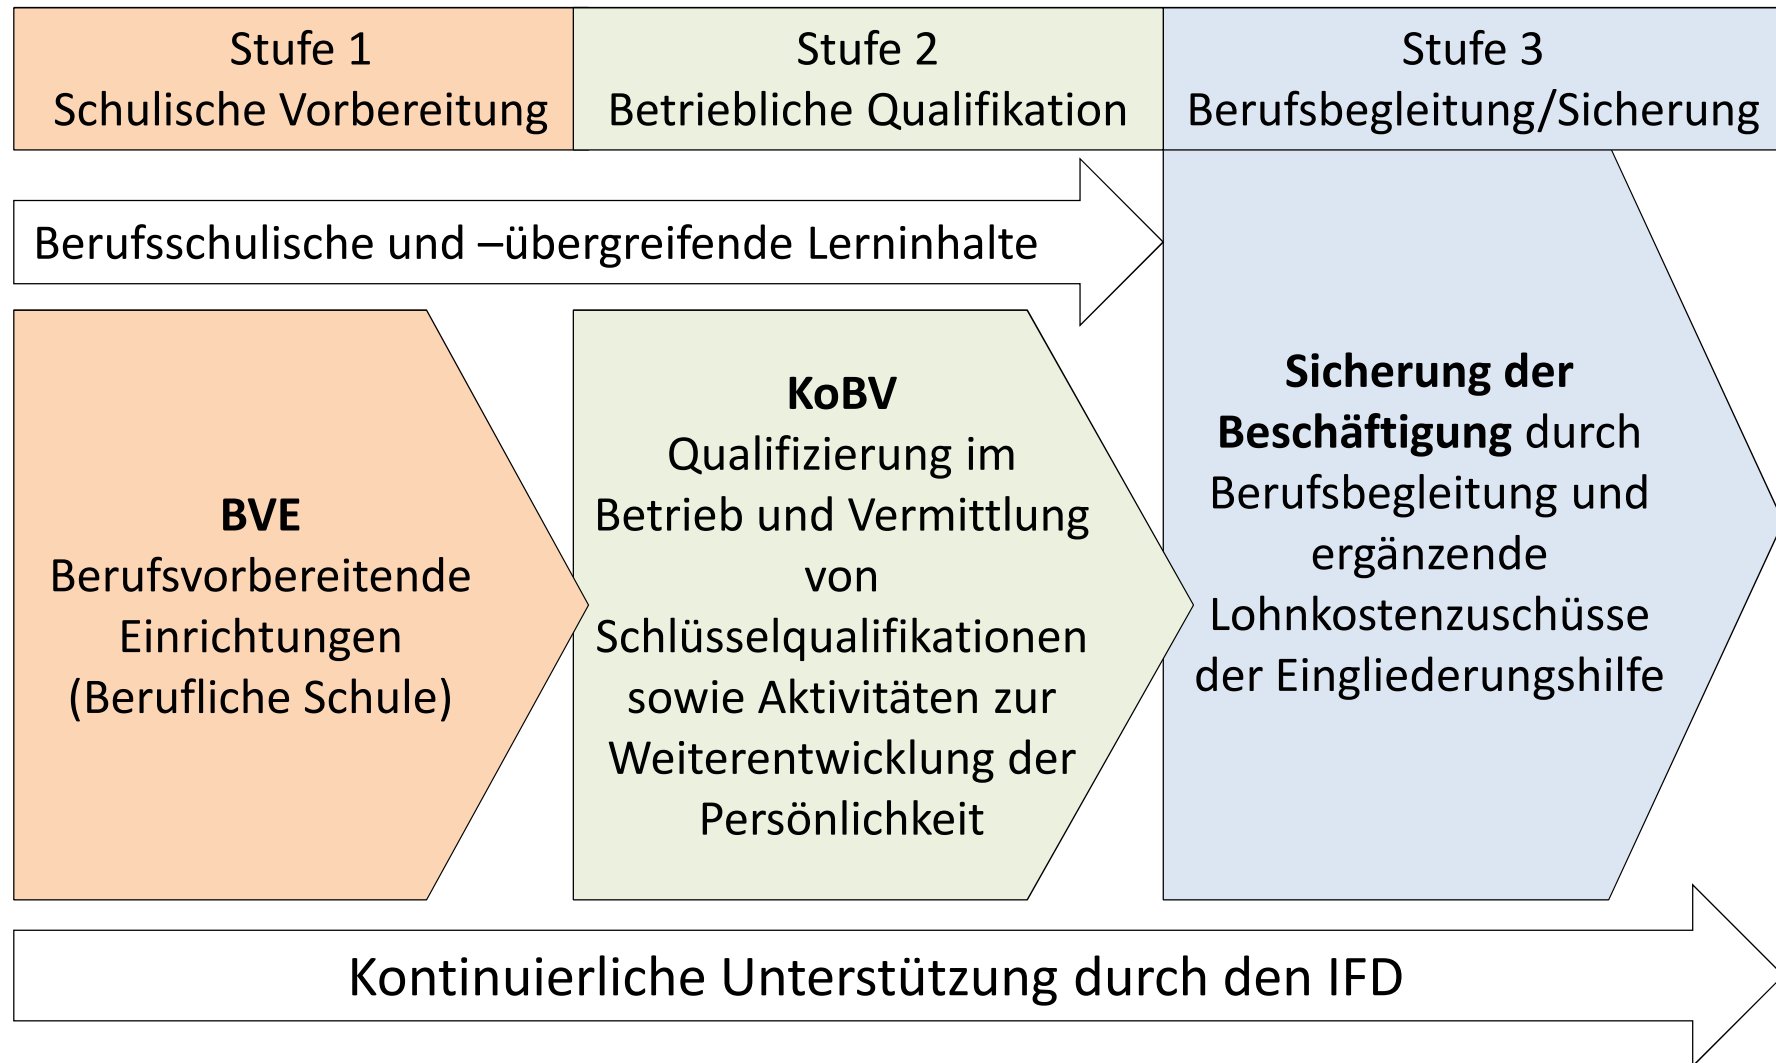 Stufe 1
Schulische Vorbereitung
Stufe 2
Betriebliche Qualifikation
Stufe 3
Berufsbegleitung/Sicherung
Berufsschulische und –übergreifende Lerninhalte
BVE
Berufsvorbereitende
Einrichtungen
(Berufliche Schule)
KoBV
Qualifizierung im
Betrieb und Vermittlung
von
Schlüsselqualifikationen
sowie Aktivitäten zur
Weiterentwicklung der
Persönlichkeit
Sicherung der
Beschäftigung durch
Berufsbegleitung und
ergänzende
Lohnkostenzuschüsse
der Eingliederungshilfe
Kontinuierliche Unterstützung durch den IFD